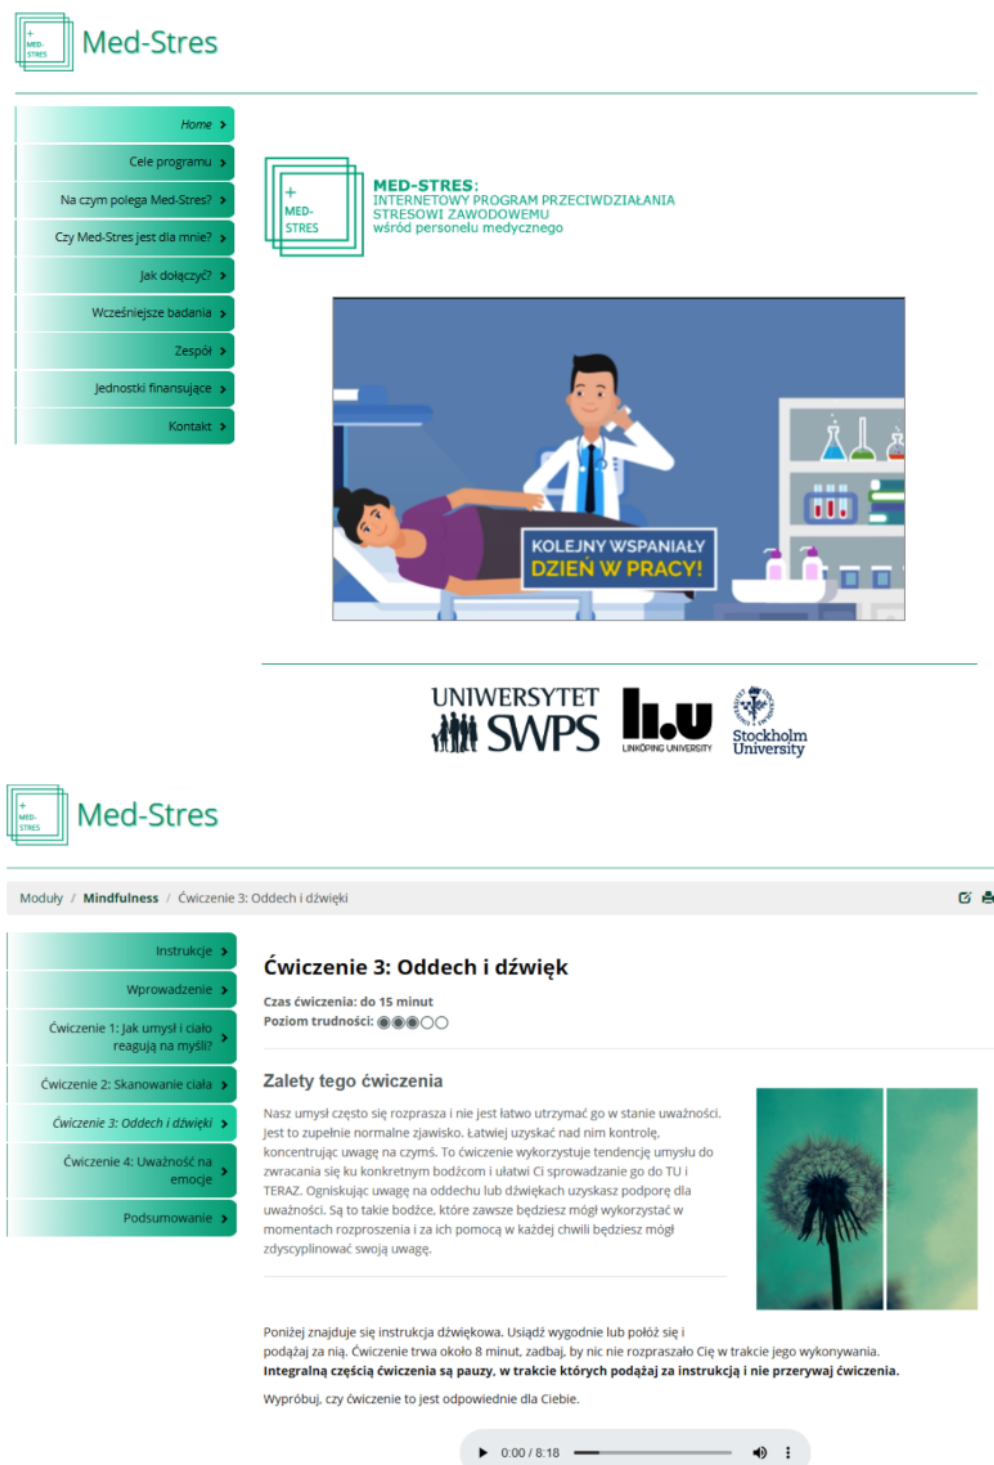 +
MED-
STRES
Med-Stres
Home
Cele programu
Na czym polega Med-Stres?
Czy Med-Stres jest dla mnie?
Jak dołączyć?
Wcześniejsze badania
Zespół
Jednostki finansujące
Kontakt
+
MED-
STRES
MED-STRES:
INTERNETOWY PROGRAM PRZECIWDZIAŁANIA
STRESOWI ZAWODOWEMU
wśród personelu medycznego
KOLEJNY WSPANIAŁY
DZIEŃ W PRACY!
UNIWERSYTET
SWPS
li.u
LINKÖPING UNIVERSITY
Stockholm
University
+
MED-
STRES
Med-Stres
Moduły / Mindfulness / Ćwiczenie 3: Oddech i dźwięki
Instrukcje
Wprowadzenie
Ćwiczenie 1: Jak umysł i ciało
reagują na myśli?
Ćwiczenie 2: Skanowanie ciała
Ćwiczenie 3: Oddech i dźwięki
Ćwiczenie 4: Uważność na
emocje
Podsumowanie
Ćwiczenie 3: Oddech i dźwięk
Czas ćwiczenia: do 15 minut
Poziom trudności:
Zalety tego ćwiczenia
Nasz umysł często się rozprasza i nie jest łatwo utrzymać go w stanie uważności.
Jest to zupełnie normalne zjawisko. Łatwiej uzyskać nad nim kontrolę,
koncentrując uwagę na czymś. To ćwiczenie wykorzystuje tendencję umysłu do
zwracania się ku konkretnym bodźcom i ułatwi Ci sprowadzanie go do TU i
TERAZ. Ogniskując uwagę na oddechu lub dźwiękach uzyskasz podporę dla
uważności. Są to takie bodźce, które zawsze będziesz mógł wykorzystać w
momentach rozproszenia i za ich pomocą w każdej chwili będziesz mógł
zdyscyplinować swoją uwagę.
Poniżej znajduje się instrukcja dźwiękowa. Usiądź wygodnie lub połóż się i
podążaj za nią. Ćwiczenie trwa około 8 minut, zadbaj, by nic nie rozpraszało Cię w trakcie jego wykonywania.
Integralną częścią ćwiczenia są pauzy, w trakcie których podążaj za instrukcją i nie przerywaj ćwiczenia.
Wypróbuj, czy ćwiczenie to jest odpowiednie dla Ciebie.
0:00 / 8:18